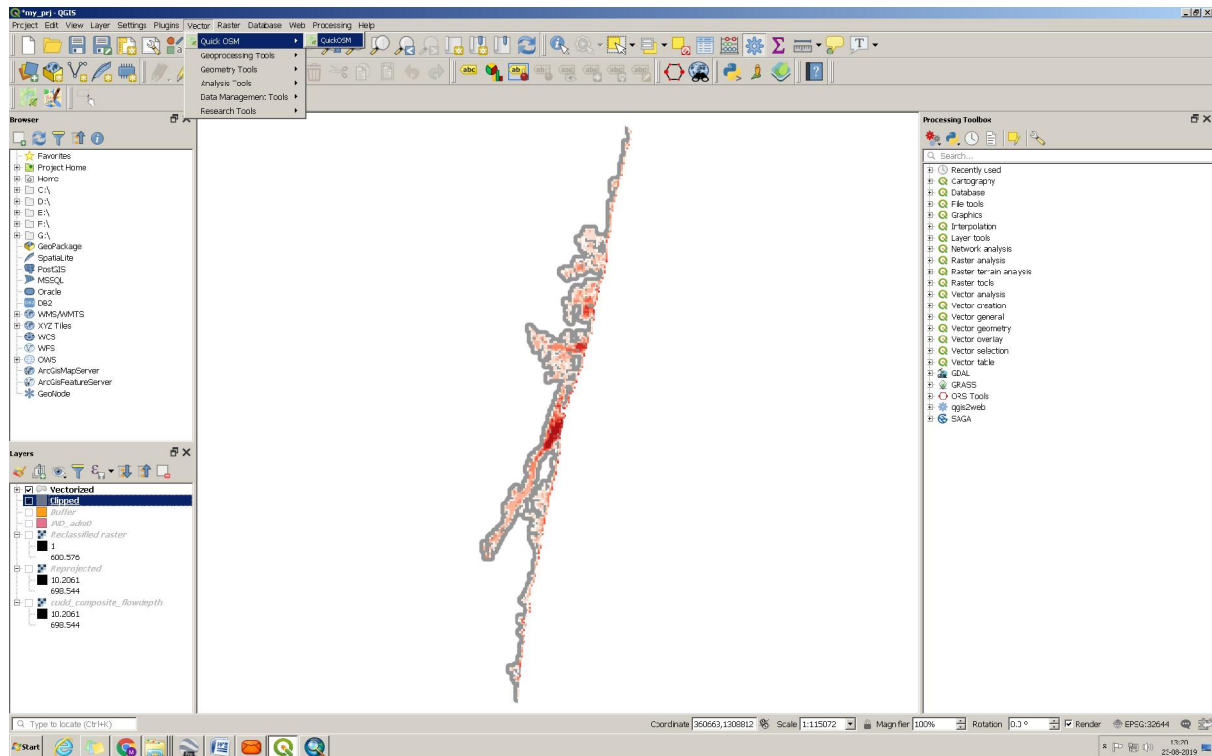 *my_prj - QGIS
Project Edit View Layer Settings Plugins Vector Raster Database Web Processing Help
Quick OSM
QuickOSM
Geoprocessing Tools
Geometry Tools
Analysis Tools
Data Management Tools
Research Tools
abc
abc
Browser
Favorites
Project Home
Home
C:\
D:\
E:\
F:\
G:\
GeoPackage
SpatiaLite
PostGIS
MSSQL
Oracle
DB2
WMS/WMTS
XYZ Tiles
WCS
WFS
OWS
ArcGisMapServer
ArcGisFeatureServer
GeoNode
Layers
Vectorized
Clipped
Buffer
IND_adm0
Reclassified raster
1
600.576
Reprojected
10.2061
698.544
cudd_composite_flowdepth
10.2061
698.544
Processing Toolbox
Search...
Recently used
Cartography
Database
File tools
Graphics
Interpolation
Layer tools
Network analysis
Raster analysis
Raster terrain analysis
Raster tools
Vector analysis
Vector creation
Vector general
Vector geometry
Vector overlay
Vector selection
Vector table
GDAL
GRASS
ORS Tools
qgis2web
SAGA
Type to locate (Ctrl+K)
Coordinate 360663,1308812 Scale 1:115072 Magnifier 100% Rotation 0.0 ° Render EPSG:32644
Start
13:20
23-08-2019